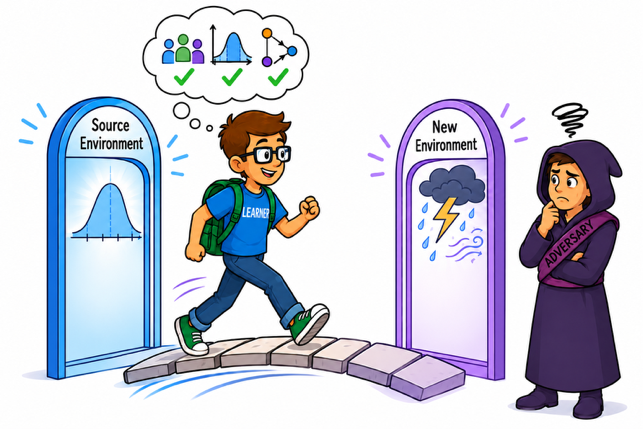 Source
Environment
LEARNER
New
Environment
ADVERSARY